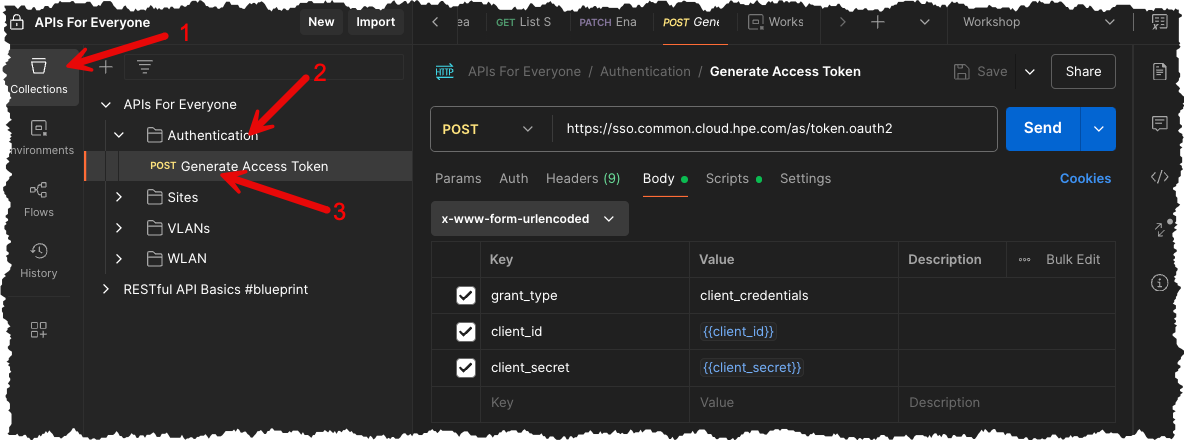 APIs For Everyone New Import
ea GET List S PATCH Ena POST Gene Works Workshop
1
Collections
2
APIs For Everyone
Authentication
POST Generate Access Token
3
Sites
VLANs
WLAN
RESTful API Basics #blueprint
nvironments
Flows
History
HTTP APIs For Everyone / Authentication / Generate Access Token Save Share
POST https://sso.common.cloud.hpe.com/as/token.oauth2 Send
Params Auth Headers (9) Body Scripts Settings Cookies
x-www-form-urlencoded
Key Value Description Bulk Edit
grant_type client_credentials
client_id {{client_id}}
client_secret {{client_secret}}
Key Value Description